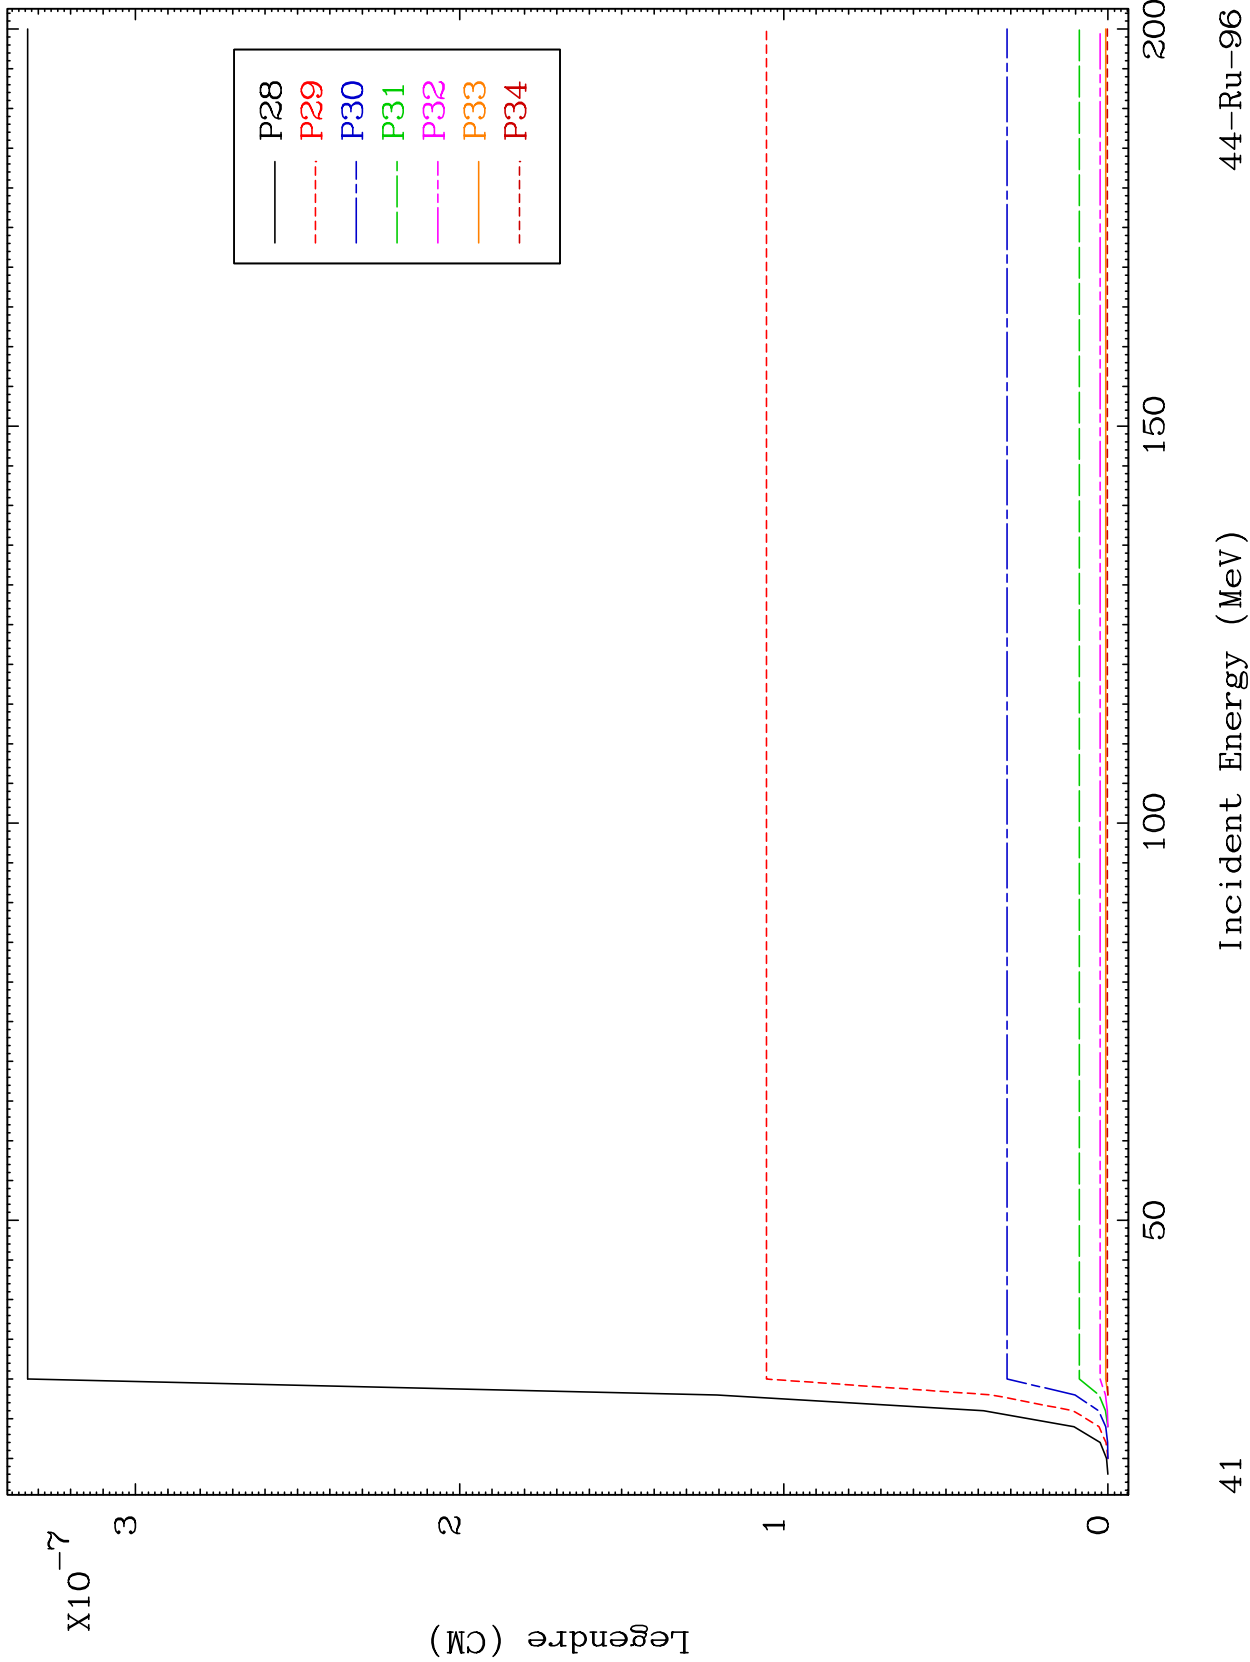 X10-7
3
2
1
0
Legendre (CM)
P28
P29
P30
P31
P32
P33
P34
50
100
150
200
Incident Energy (MeV)
41
44-Ru-96